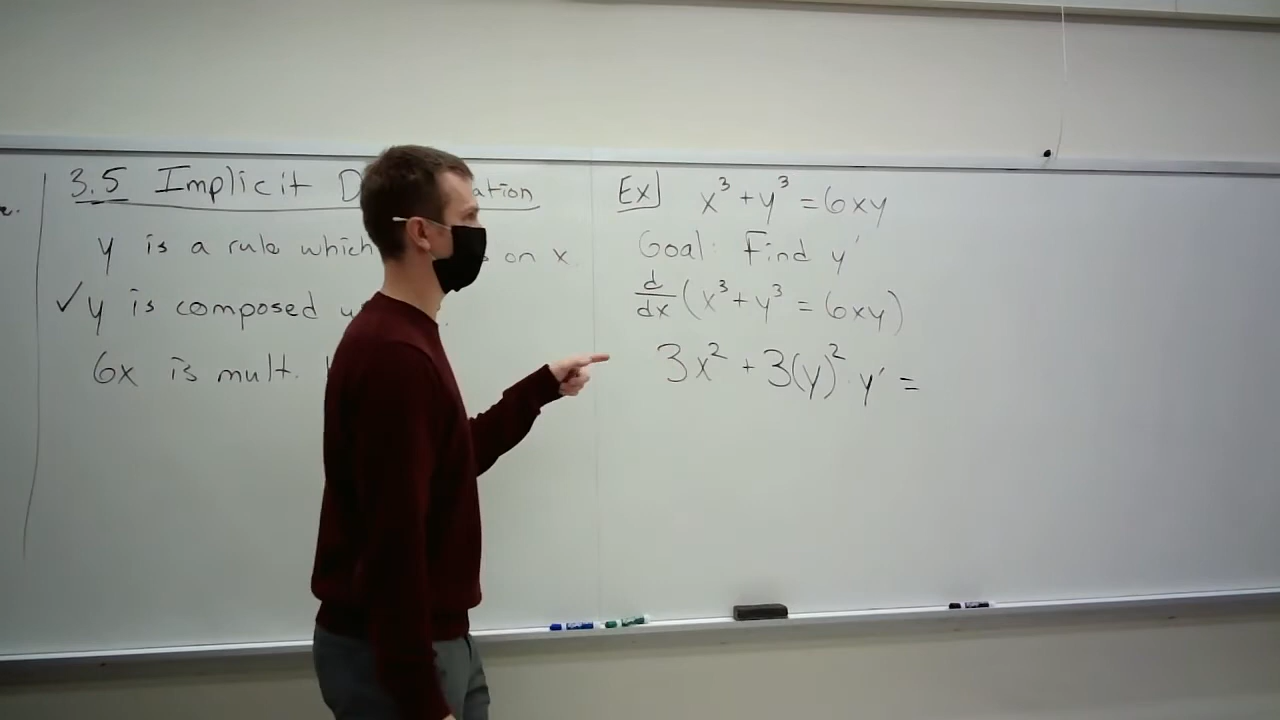 3.5 Implicit D ation
y is a rule which on x
✓ y is composed
6x is mult.
Ex] x³ + y³ = 6xy
Goal: Find y'
d/dx (x³ + y³ = 6xy)
3x² + 3(y)² · y' =